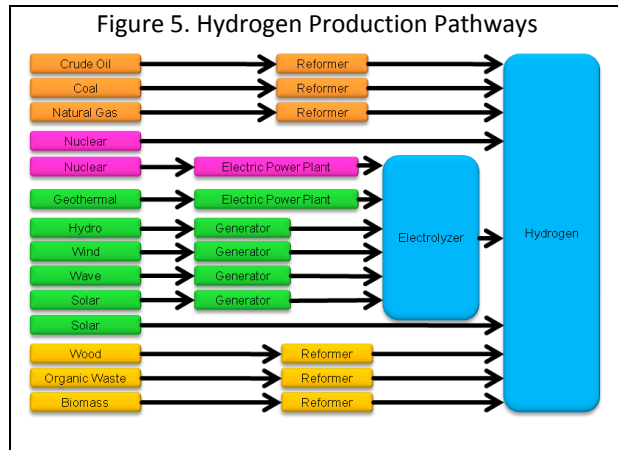 Figure 5. Hydrogen Production Pathways
Crude Oil Reformer
Coal Reformer
Natural Gas Reformer
Nuclear
Nuclear Electric Power Plant
Geothermal Electric Power Plant
Hydro Generator
Electrolyzer Hydrogen
Wind Generator
Wave Generator
Solar Generator
Solar
Wood Reformer
Organic Waste Reformer
Biomass Reformer